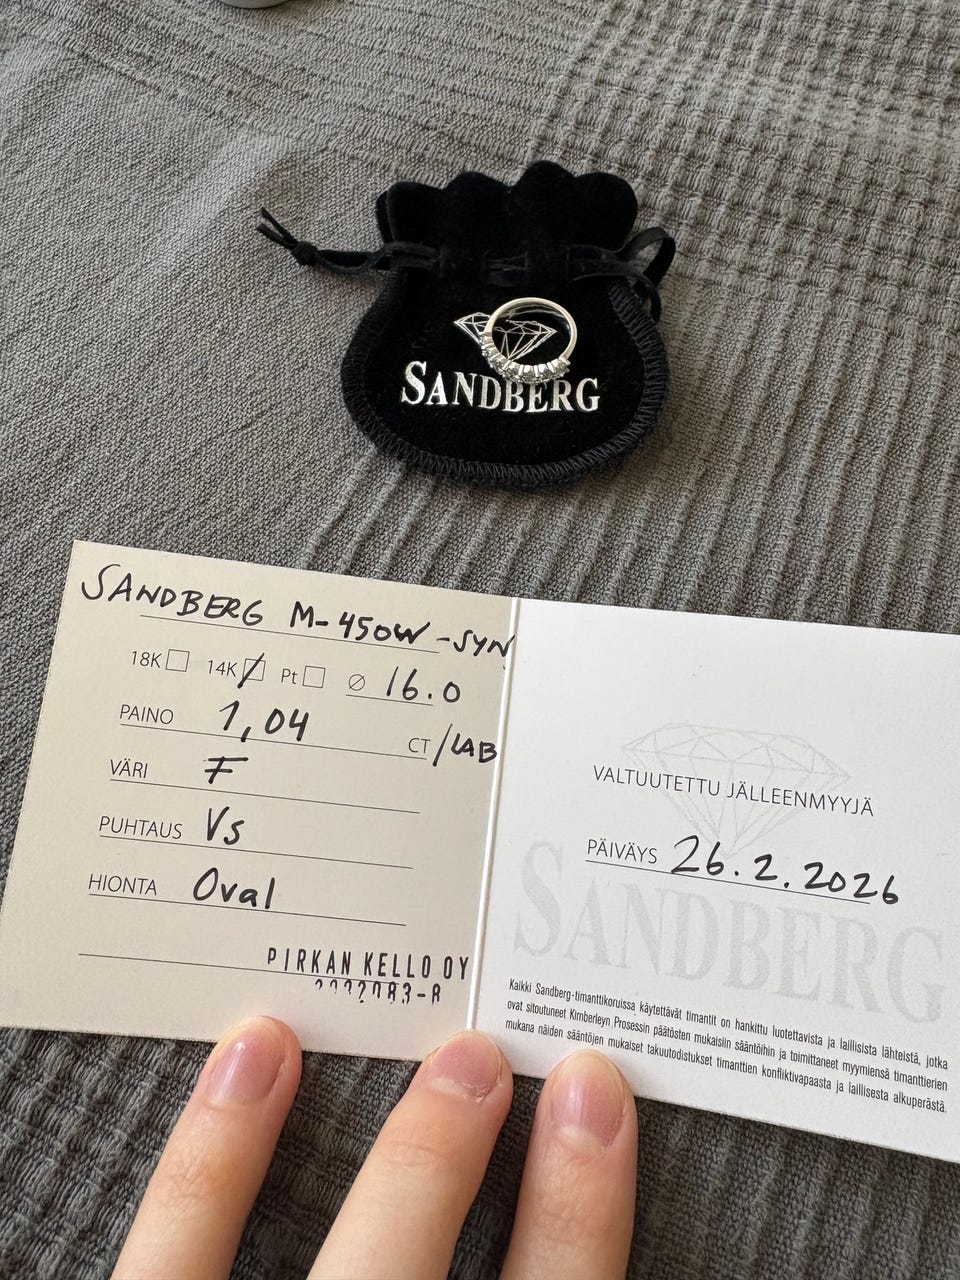 SANDBERG
SANDBERG M-450W-SYN
18K 14K Pt ⌀ 16.0
PAINO 1,04 CT/LAB
VÄRI F
PUHTAUS VS
HIONTA Oval
PIRKAN KELLO OY
VALTUUTETTU JÄLLEENMYYJÄ
PÄIVÄYS 26.2.2026
SANDBERG
Kaikki Sandberg-timanttikoruissa käytettävät timantit on hankittu luotettavista ja laillisista lähteistä, jotka
ovat sitoutuneet Kimberleyn Prosessin päätösten mukaisiin sääntöihin ja toimittaneet myymiensä timanttierien
mukana näiden sääntöjen mukaiset takuutodistukset timanttien konfliktivapaasta ja laillisesta alkuperästä.